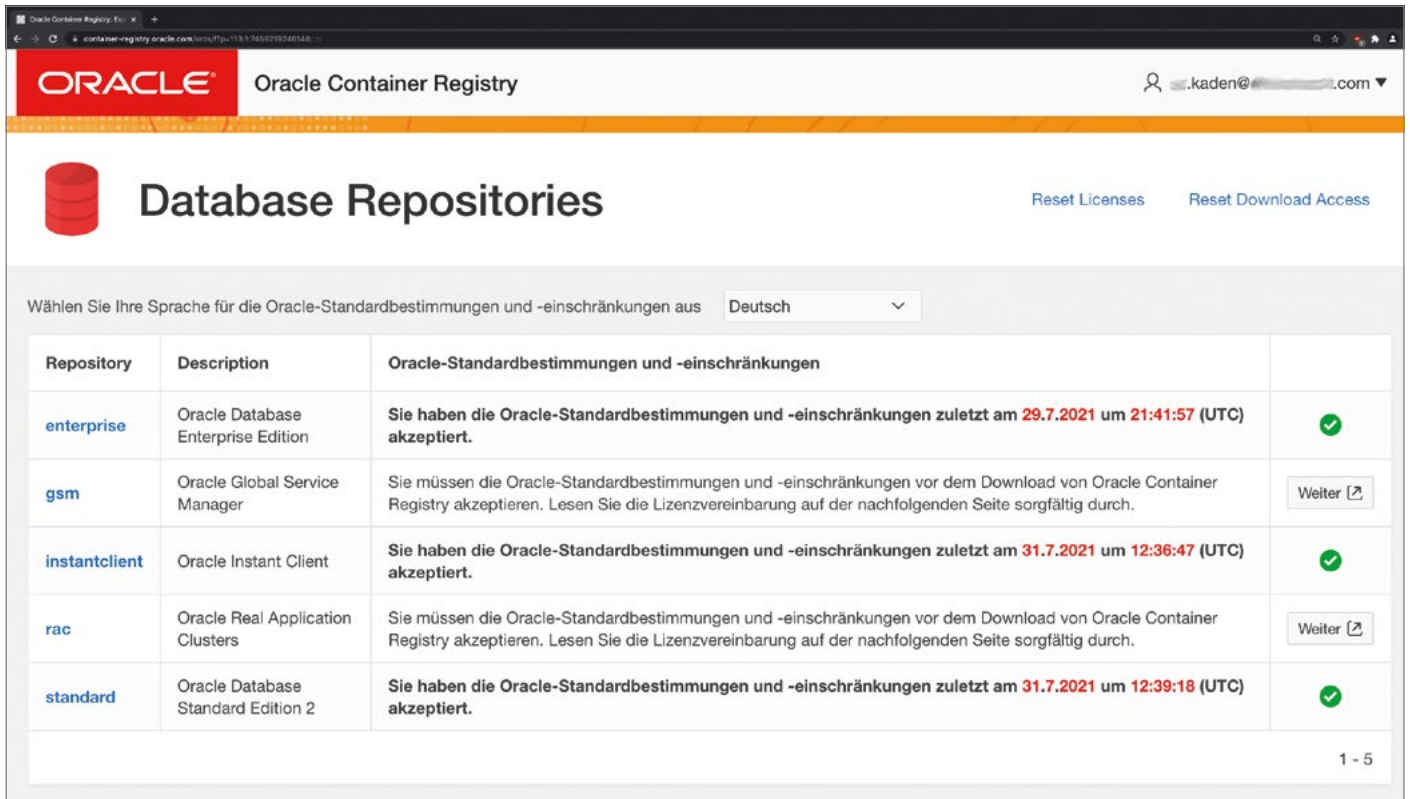 Oracle Container Registry:
container-registry.oracle.com/ords/f?p=113:1:7459219246148:::
ORACLE
Oracle Container Registry
.kaden@ .com
Database Repositories
Reset Licenses Reset Download Access
Wählen Sie Ihre Sprache für die Oracle-Standardbestimmungen und -einschränkungen aus Deutsch
Repository Description Oracle-Standardbestimmungen und -einschränkungen
enterprise
Oracle Database
Enterprise Edition
Sie haben die Oracle-Standardbestimmungen und -einschränkungen zuletzt am 29.7.2021 um 21:41:57 (UTC)
akzeptiert.
gsm
Oracle Global Service
Manager
Sie müssen die Oracle-Standardbestimmungen und -einschränkungen vor dem Download von Oracle Container
Registry akzeptieren. Lesen Sie die Lizenzvereinbarung auf der nachfolgenden Seite sorgfältig durch.
Weiter
instantclient
Oracle Instant Client
Sie haben die Oracle-Standardbestimmungen und -einschränkungen zuletzt am 31.7.2021 um 12:36:47 (UTC)
akzeptiert.
rac
Oracle Real Application
Clusters
Sie müssen die Oracle-Standardbestimmungen und -einschränkungen vor dem Download von Oracle Container
Registry akzeptieren. Lesen Sie die Lizenzvereinbarung auf der nachfolgenden Seite sorgfältig durch.
Weiter
standard
Oracle Database
Standard Edition 2
Sie haben die Oracle-Standardbestimmungen und -einschränkungen zuletzt am 31.7.2021 um 12:39:18 (UTC)
akzeptiert.
1 - 5